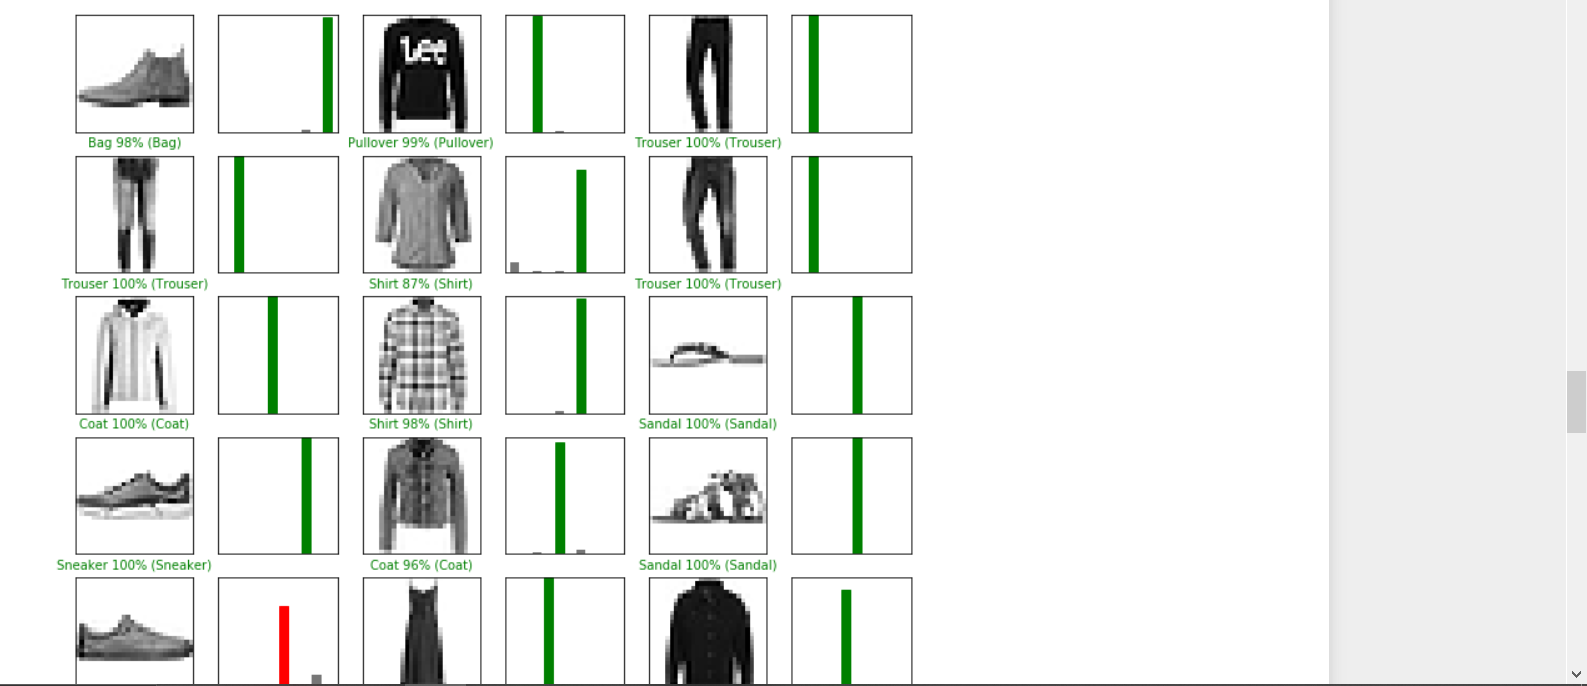 Lee
Bag 98% (Bag)
Pullover 99% (Pullover)
Trouser 100% (Trouser)
Trouser 100% (Trouser)
Shirt 87% (Shirt)
Trouser 100% (Trouser)
Coat 100% (Coat)
Shirt 98% (Shirt)
Sandal 100% (Sandal)
Sneaker 100% (Sneaker)
Coat 96% (Coat)
Sandal 100% (Sandal)